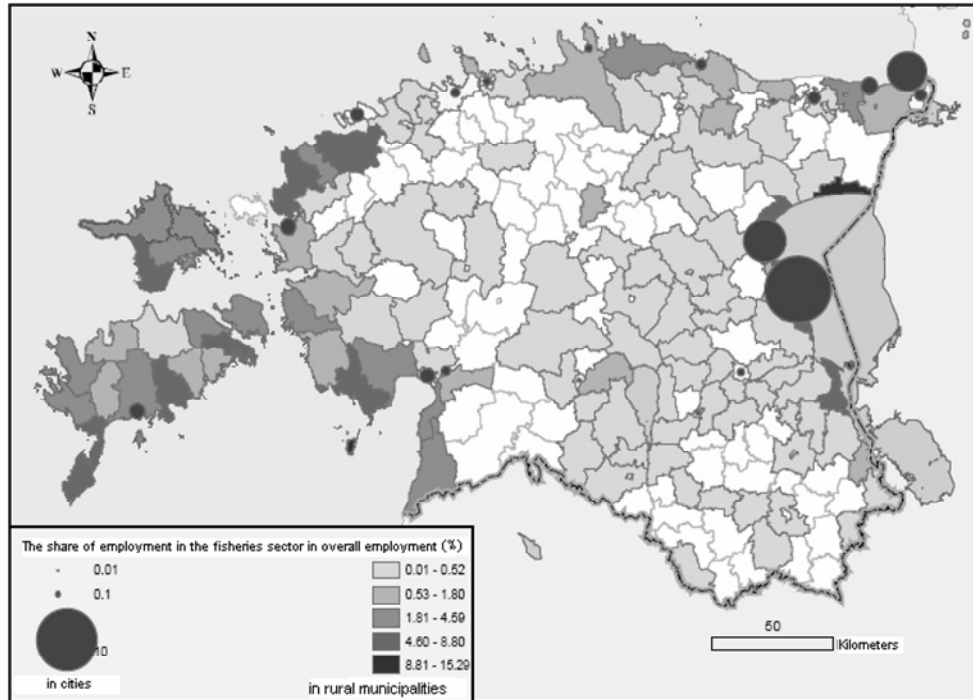 N
W E
S
The share of employment in the fisheries sector in overall employment (%)
0.01
0.1
10
in cities
0.01 - 0.52
0.53 - 1.80
1.81 - 4.59
4.60 - 8.80
8.81 - 15.29
in rural municipalities
50
Kilometers